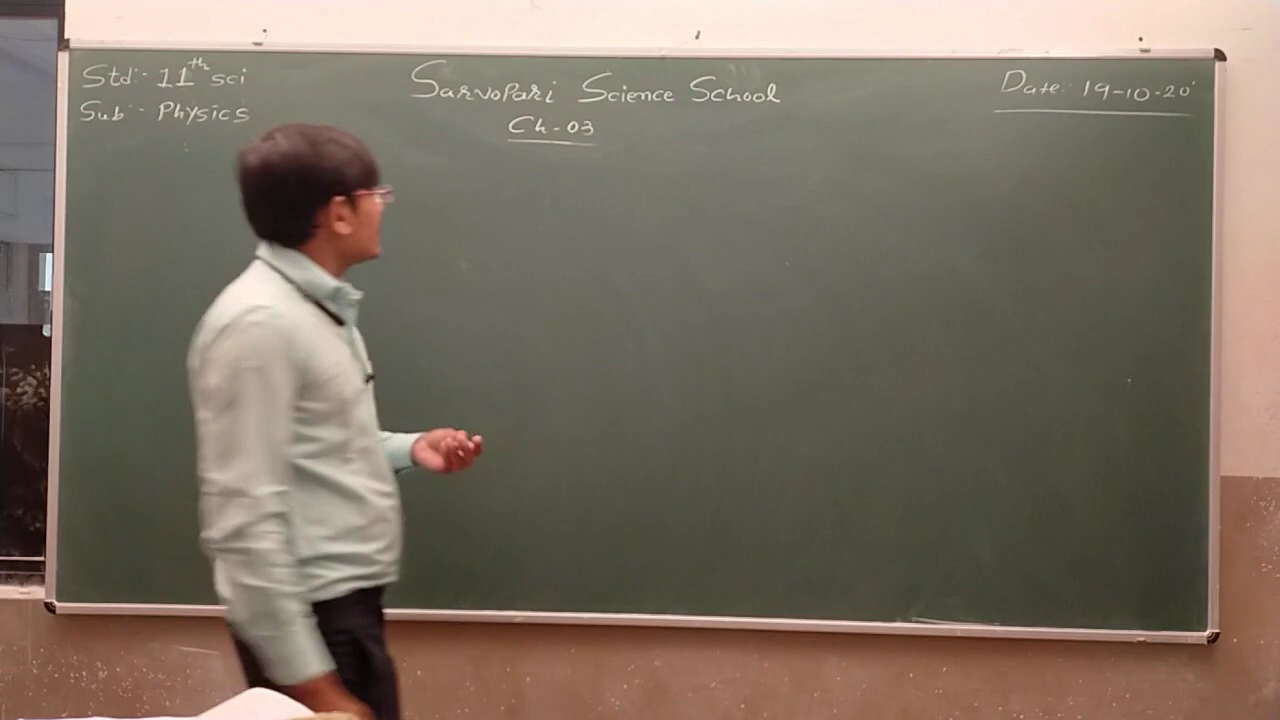 Std:- 11th sci
Sub:- Physics
Sarvopari Science School
Ch-03
Date: 19-10-20'